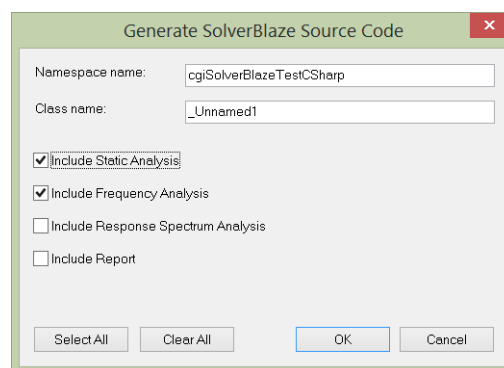 Generate SolverBlaze Source Code
Namespace name: cgiSolverBlazeTestCSharp
Class name: _Unnamed1
Include Static Analysis
Include Frequency Analysis
Include Response Spectrum Analysis
Include Report
Select All Clear All OK Cancel